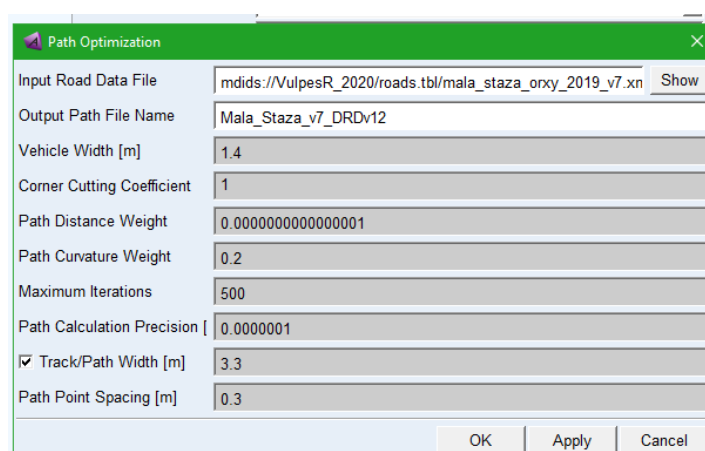 Path Optimization
Input Road Data File mdids://VulpesR_2020/roads.tbl/mala_staza_orxy_2019_v7.xn Show
Output Path File Name Mala_Staza_v7_DRDv12
Vehicle Width [m] 1.4
Corner Cutting Coefficient 1
Path Distance Weight 0.0000000000000001
Path Curvature Weight 0.2
Maximum Iterations 500
Path Calculation Precision [ 0.0000001
Track/Path Width [m] 3.3
Path Point Spacing [m] 0.3
OK Apply Cancel